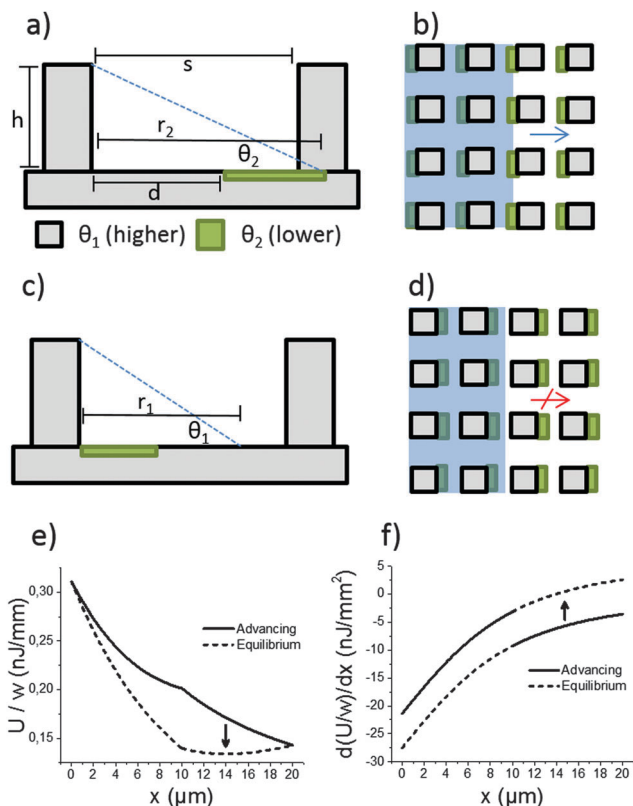 a)
s
h
r₂
θ₂
d
θ₁ (higher)
θ₂ (lower)
b)
c)
r₁
θ₁
d)
e)
U / w (nJ/mm)
0,30
0,25
0,20
0,15
Advancing
Equilibrium
0 2 4 6 8 10 12 14 16 18 20
x (µm)
f)
d(U/w)/dx (nJ/mm²)
5
0
-5
-10
-15
-20
-25
-30
Advancing
Equilibrium
0 2 4 6 8 10 12 14 16 18 20
x (µm)